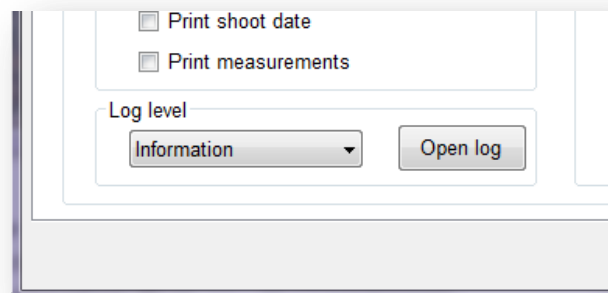 Print shoot date
Print measurements
Log level
Information
Open log